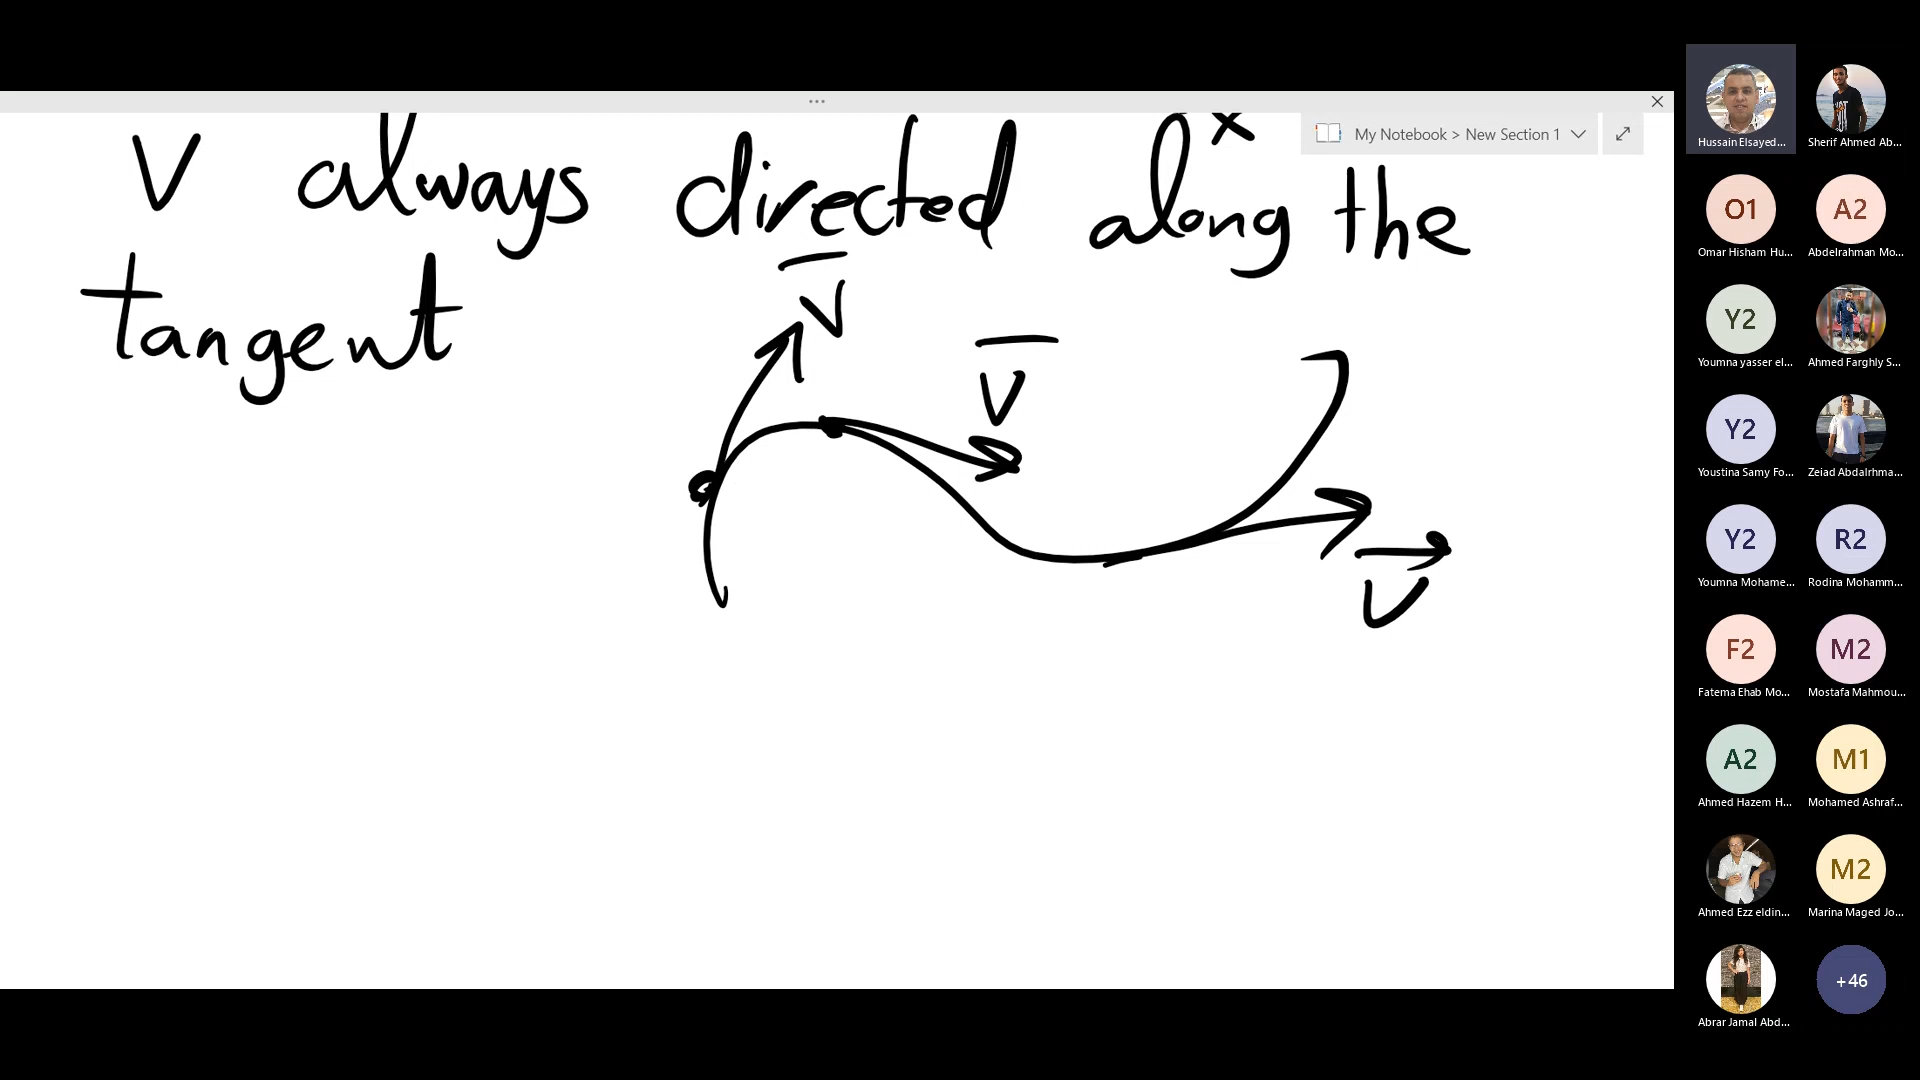 ...
My Notebook > New Section 1
x
V always directed along the
tangent
V
V
V
Hussain Elsayed...
Sherif Ahmed Ab...
O1
A2
Omar Hisham Hu...
Abdelrahman Mo...
Y2
Youmna yasser el...
Ahmed Farghly S...
Y2
Youstina Samy Fo...
Zeiad Abdalrhma...
Y2
R2
Youmna Mohame...
Rodina Mohamm...
F2
M2
Fatema Ehab Mo...
Mostafa Mahmou...
A2
M1
Ahmed Hazem H...
Mohamed Ashraf...
M2
Ahmed Ezz eldin...
Marina Maged Jo...
+46
Abrar Jamal Abd...